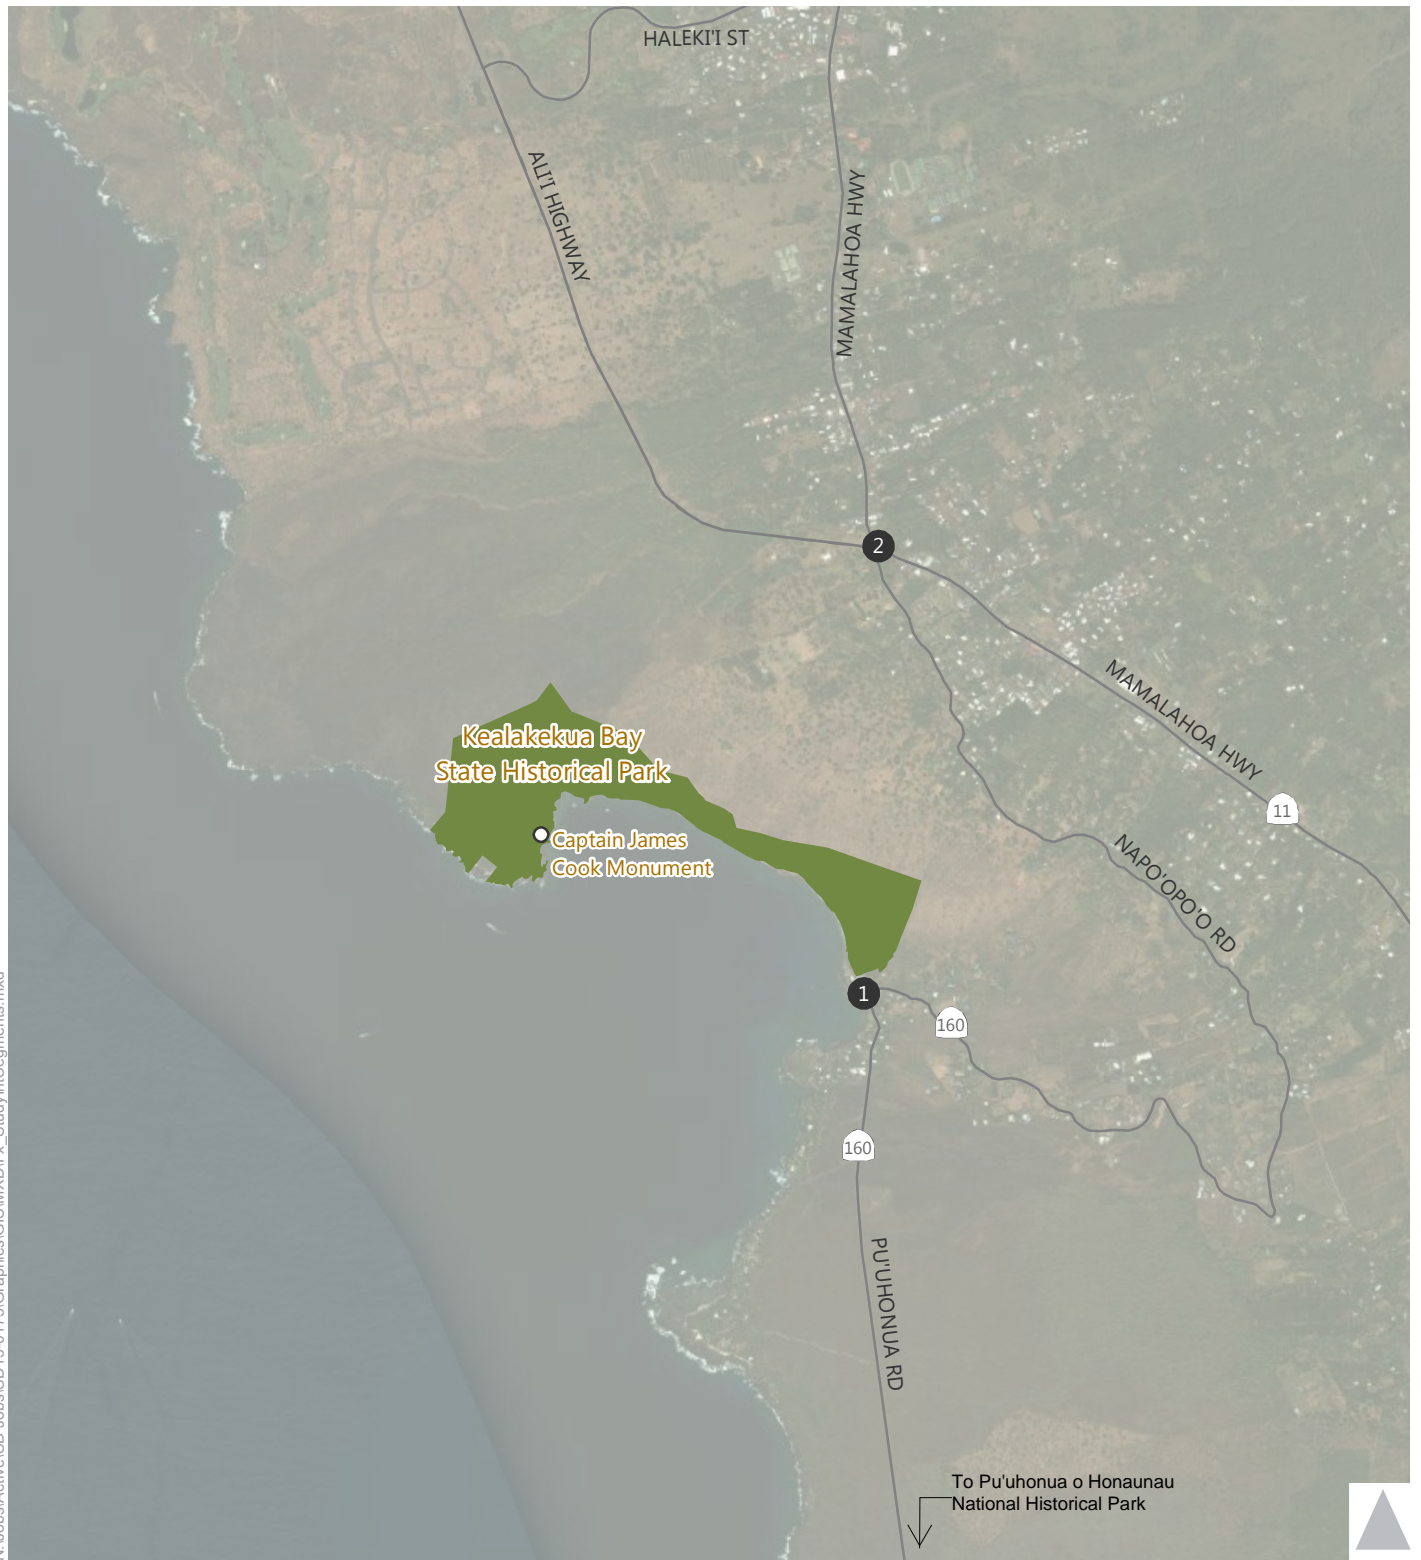 HALEKI'I ST
ALI'I HIGHWAY
MAMALAHOA HWY
2
MAMALAHOA HWY
Kealakekua Bay
State Historical Park
11
Captain James
Cook Monument
NAPO'OPO'O RD
1
160
160
PU'UHONUA RD
To Pu'uhonua o Honaunau
National Historical Park